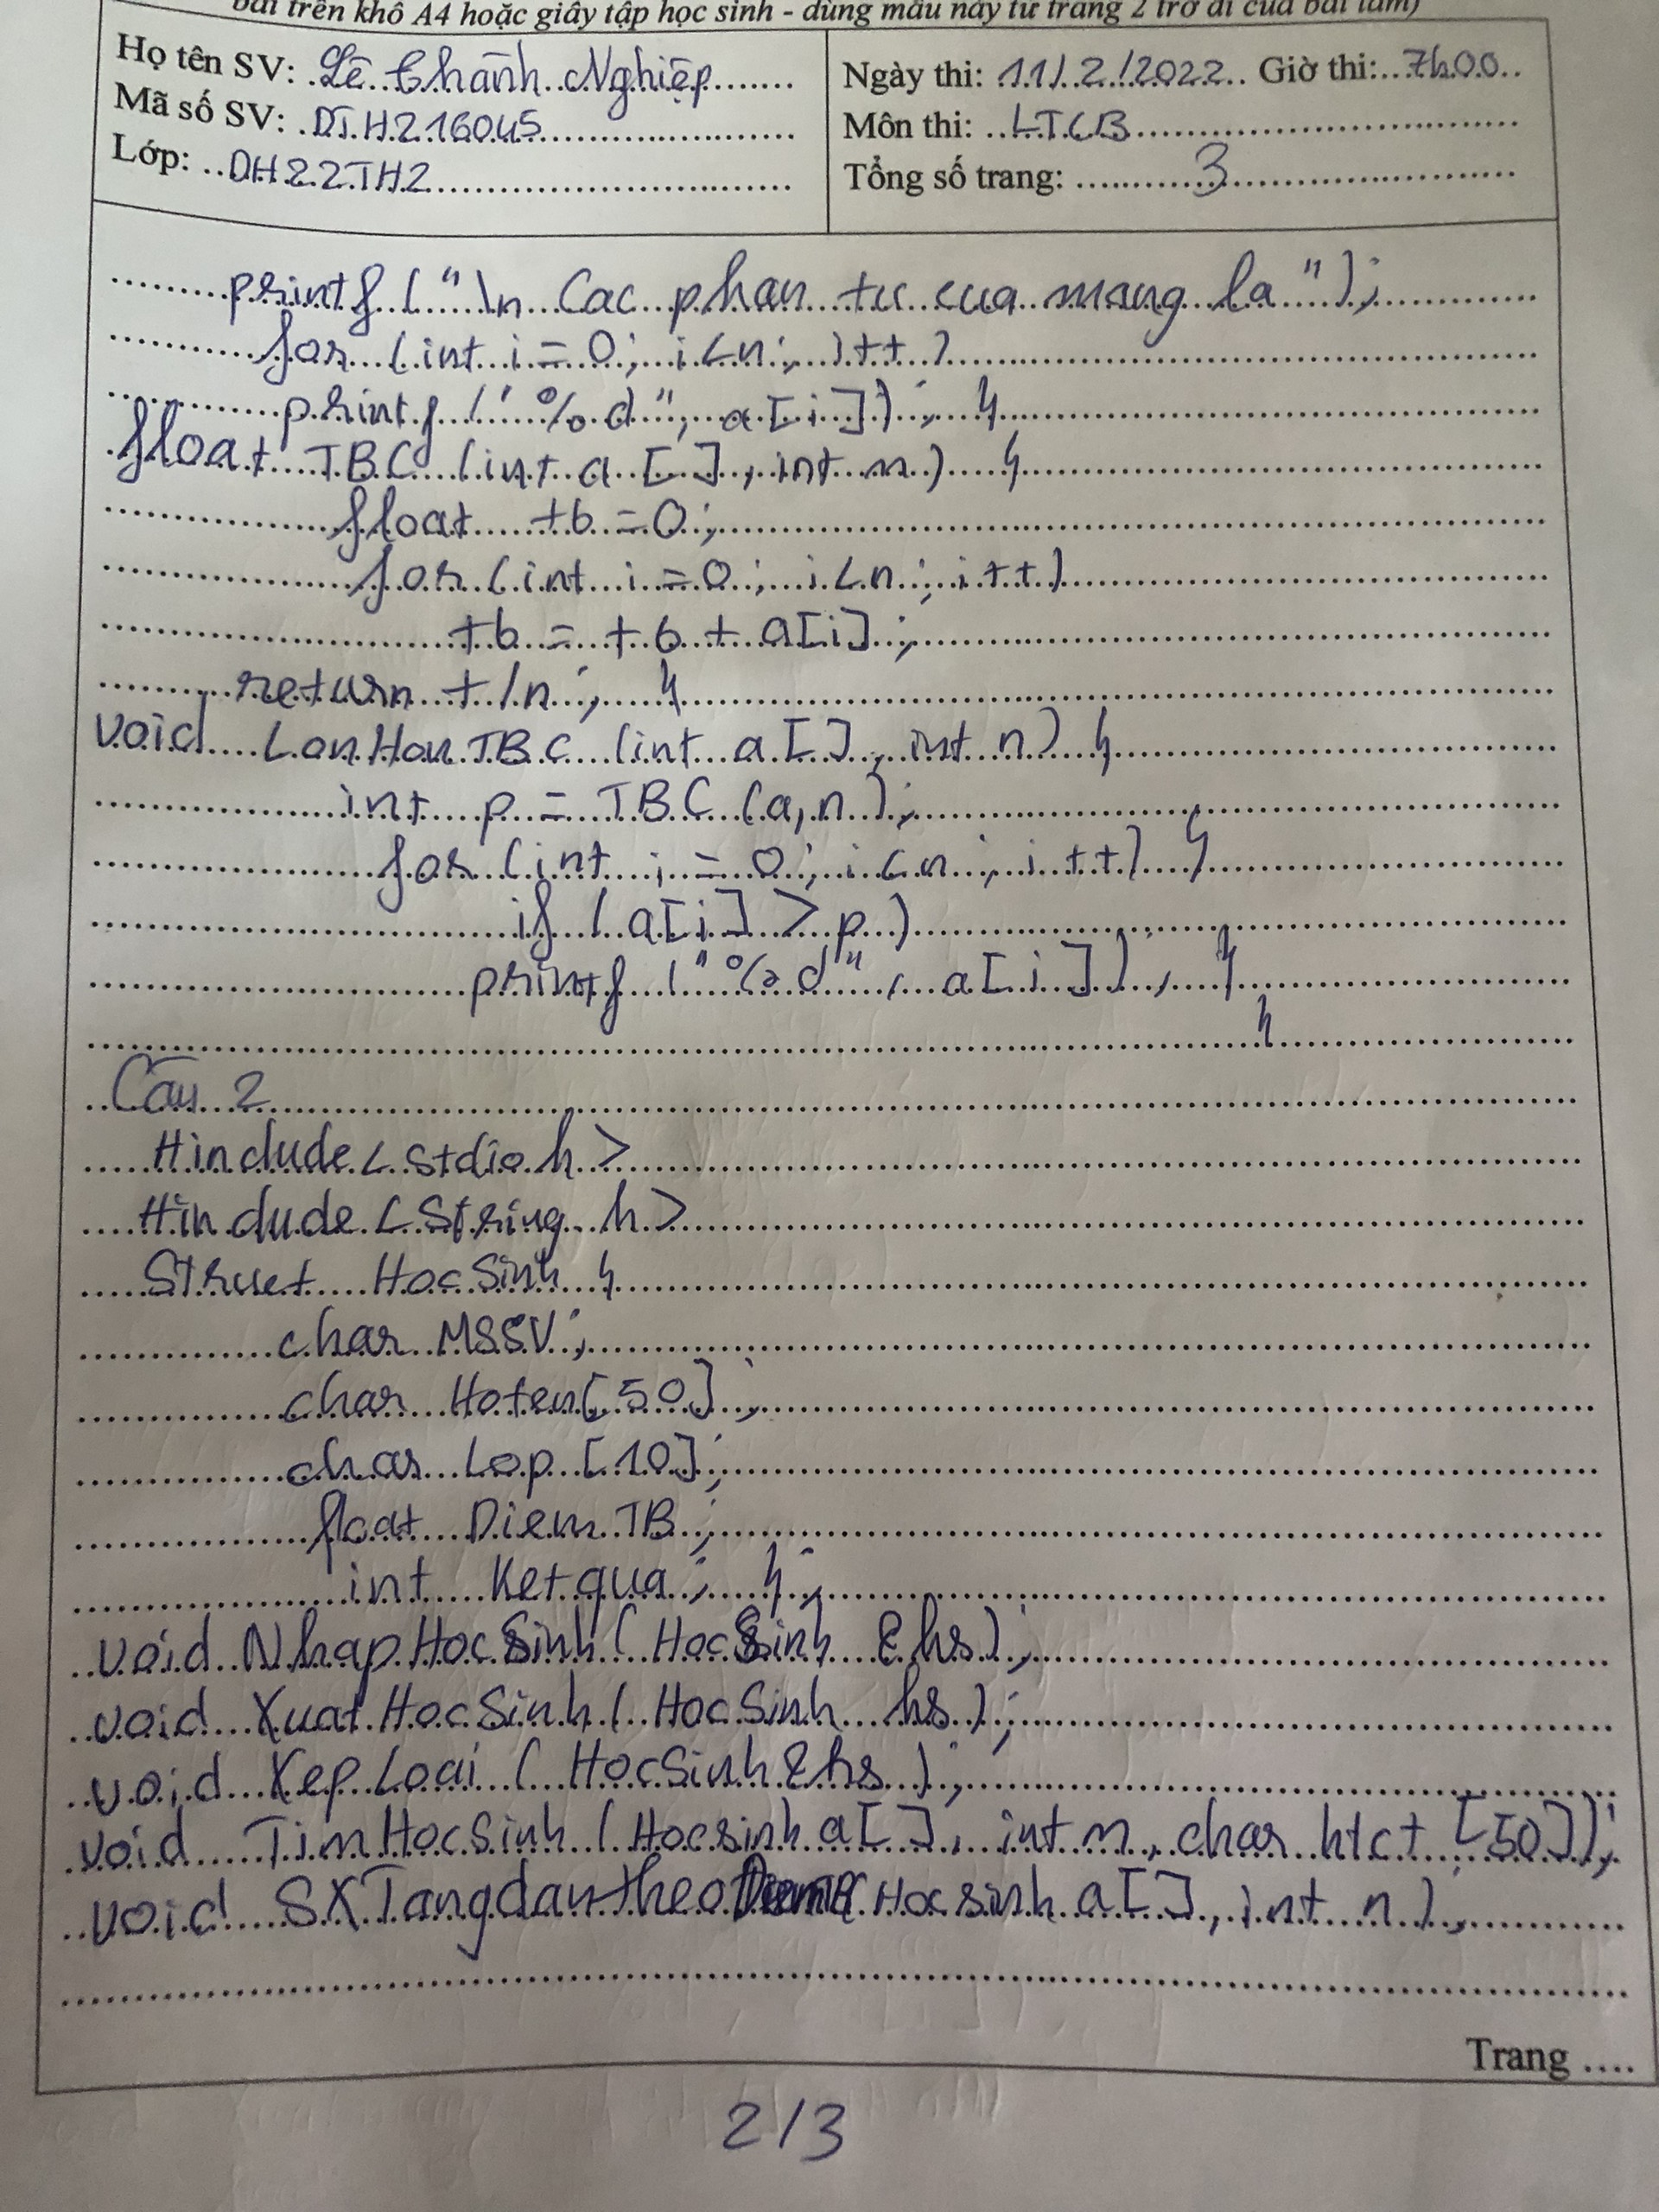 bài trên khổ A4 hoặc giấy tập học sinh - dùng mẫu này từ trang 2 trở đi của bài làm)
Họ tên SV: Lê Chánh Nghiệp
Mã số SV: DTH216045
Lớp: DH22TH2
Ngày thi: 11/2/2022 Giờ thi: 7h00
Môn thi: LTCB
Tổng số trang: 3
printf ("\n Cac phan tu cua mang la");
for (int i = 0; i < n; i++)
printf ("%d", a[i]); }
float TBC (int a[], int n) {
float tb = 0;
for (int i = 0; i < n; i++)
tb = tb + a[i];
return t/n; }
void LonHonTBC (int a[], int n) {
int p = TBC (a, n);
for (int i = 0; i < n; i++) {
if (a[i] > p)
printf ("%d", a[i]); }
}
Câu 2
#include < stdio.h >
#include < String.h >
Struct HocSinh {
char MSSV;
char Hoten[50];
char Lop [10];
float DiemTB;
int Ketqua; };
void NhapHocSinh (HocSinh &hs);
void XuatHocSinh (HocSinh hs);
void XepLoai (HocSinh &hs);
void TimHocSinh (Hocsinh a[], int n, char htct [50]);
void SXTangdantheoDiemTB(Hocsinh a[], int n);
Trang ....
2/3